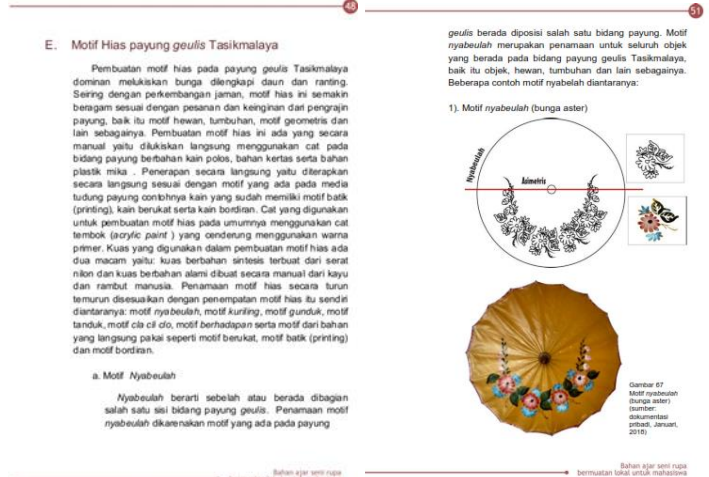 48
E. Motif Hias payung geulis Tasikmalaya
Pembuatan motif hias pada payung geulis Tasikmalaya
dominan melukiskan bunga dilengkapi daun dan ranting.
Seiring dengan perkembangan jaman, motif hias ini semakin
beragam sesuai dengan pesanan dan keinginan dari pengrajin
payung, baik itu motif hewan, tumbuhan, motif geometris dan
lain sebagainya. Pembuatan motif hias ini ada yang secara
manual yaitu dilukiskan langsung menggunakan cat pada
bidang payung berbahan kain polos, bahan kertas serta bahan
plastik mika . Penerapan secara langsung yaitu diterapkan
secara langsung sesuai dengan motif yang ada pada media
tudung payung contohnya kain yang sudah memiliki motif batik
(printing), kain berukat serta kain bordiran. Cat yang digunakan
untuk pembuatan motif hias pada umumnya menggunakan cat
tembok (acrylic paint ) yang cenderung menggunakan warna
primer. Kuas yang digunakan dalam pembuatan motif hias ada
dua macam yaitu: kuas berbahan sintesis terbuat dari serat
nilon dan kuas berbahan alami dibuat secara manual dari kayu
dan rambut manusia. Penamaan motif hias secara turun
temurun disesuaikan dengan penempatan motif hias itu sendiri
diantaranya: motif nyabeulah, motif kuriling, motif gunduk, motif
tanduk, motif cla cli clo, motif berhadapan serta motif dari bahan
yang langsung pakai seperti motif berukat, motif batik (printing)
dan motif bordiran.
a. Motif Nyabeulah
Nyabeulah berarti sebelah atau berada dibagian
salah satu sisi bidang payung geulis. Penamaan motif
nyabeulah dikarenakan motif yang ada pada payung
Bahan ajar seni rupa
51
geulis berada diposisi salah satu bidang payung. Motif
nyabeulah merupakan penamaan untuk seluruh objek
yang berada pada bidang payung geulis Tasikmalaya,
baik itu objek, hewan, tumbuhan dan lain sebagainya.
Beberapa contoh motif nyabelah diantaranya:
1). Motif nyabeulah (bunga aster)
Nyabeulah
Asimetris
Gambar 67
Motif nyabeulah
(bunga aster)
(sumber:
dokumentasi
pribadi, Januari,
2016)
Bahan ajar seni rupa
bermuatan lokal untuk mahasiswa